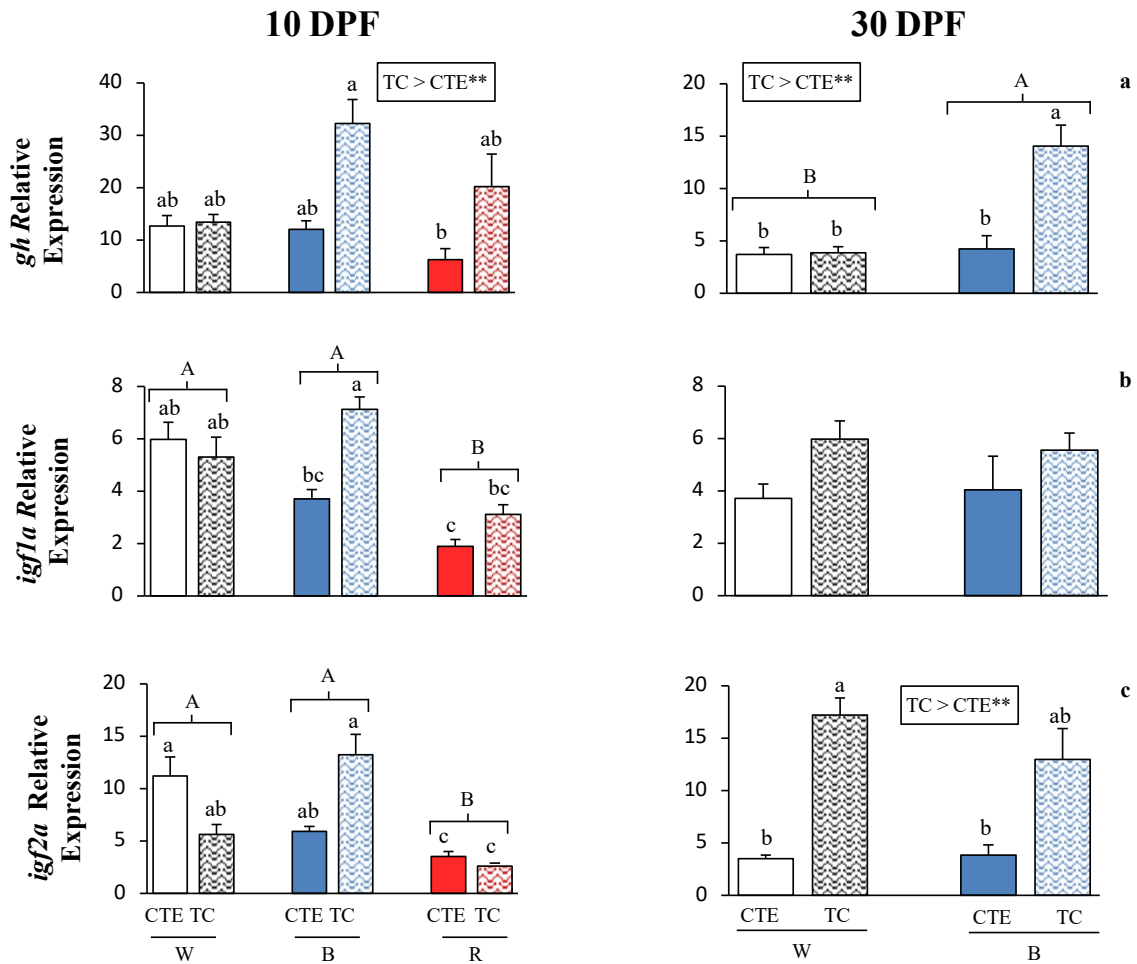 10 DPF
30 DPF
gh Relative
Expression
40
30
20
10
0
ab
ab
ab
a
b
ab
TC > CTE**
20
15
10
5
0
TC > CTE**
B
b
b
A
b
a
a
igf1a Relative
Expression
8
6
4
2
0
A
ab
ab
A
bc
a
B
c
bc
8
6
4
2
0
b
igf2a Relative
Expression
20
15
10
5
0
A
a
ab
A
ab
a
B
c
c
CTE TC
CTE TC
CTE TC
W
B
R
20
15
10
5
0
b
a
TC > CTE**
b
ab
c
CTE
TC
CTE
TC
W
B